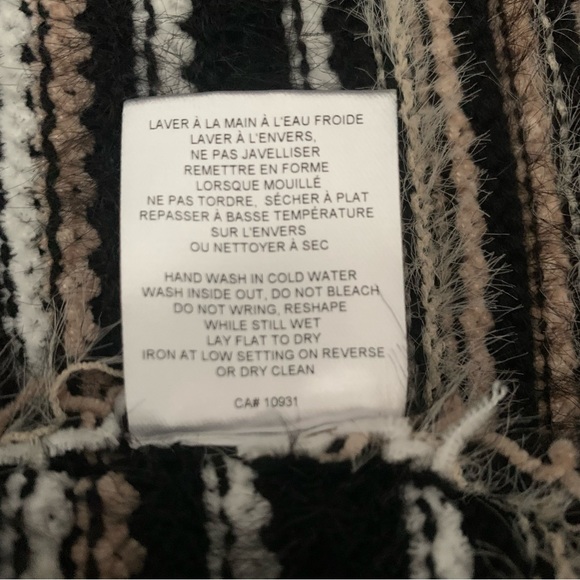 LAVER À LA MAIN À L'EAU FROIDE
LAVER À L'ENVERS,
NE PAS JAVELLISER
REMETTRE EN FORME
LORSQUE MOUILLÉ
NE PAS TORDRE, SÉCHER À PLAT
REPASSER À BASSE TEMPÉRATURE
SUR L'ENVERS
OU NETTOYER À SEC
HAND WASH IN COLD WATER
WASH INSIDE OUT, DO NOT BLEACH
DO NOT WRING, RESHAPE
WHILE STILL WET
LAY FLAT TO DRY
IRON AT LOW SETTING ON REVERSE
OR DRY CLEAN
CA# 10931